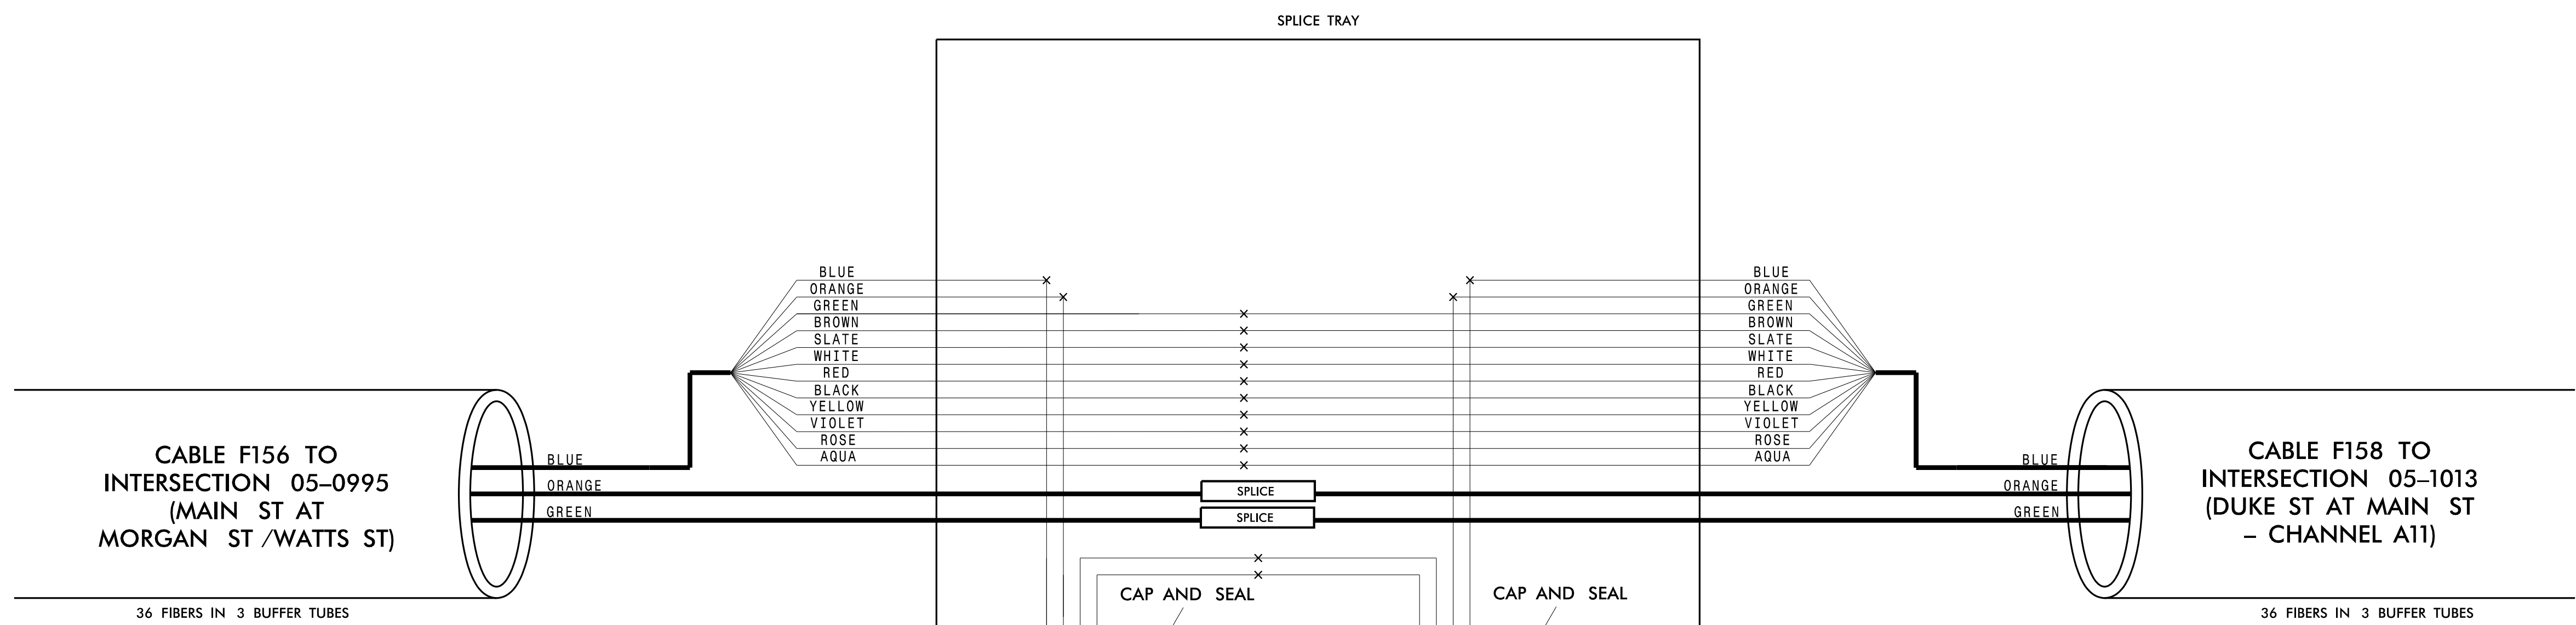 SPLICE TRAY
BLUE
ORANGE
GREEN
BROWN
SLATE
WHITE
RED
BLACK
YELLOW
VIOLET
ROSE
AQUA
BLUE
ORANGE
GREEN
BROWN
SLATE
WHITE
RED
BLACK
YELLOW
VIOLET
ROSE
AQUA
CABLE F156 TO
INTERSECTION 05–0995
(MAIN ST AT
MORGAN ST /WATTS ST)
36 FIBERS IN 3 BUFFER TUBES
BLUE
ORANGE
GREEN
SPLICE
SPLICE
BLUE
ORANGE
GREEN
CABLE F158 TO
INTERSECTION 05–1013
(DUKE ST AT MAIN ST
– CHANNEL A11)
36 FIBERS IN 3 BUFFER TUBES
CAP AND SEAL
CAP AND SEAL